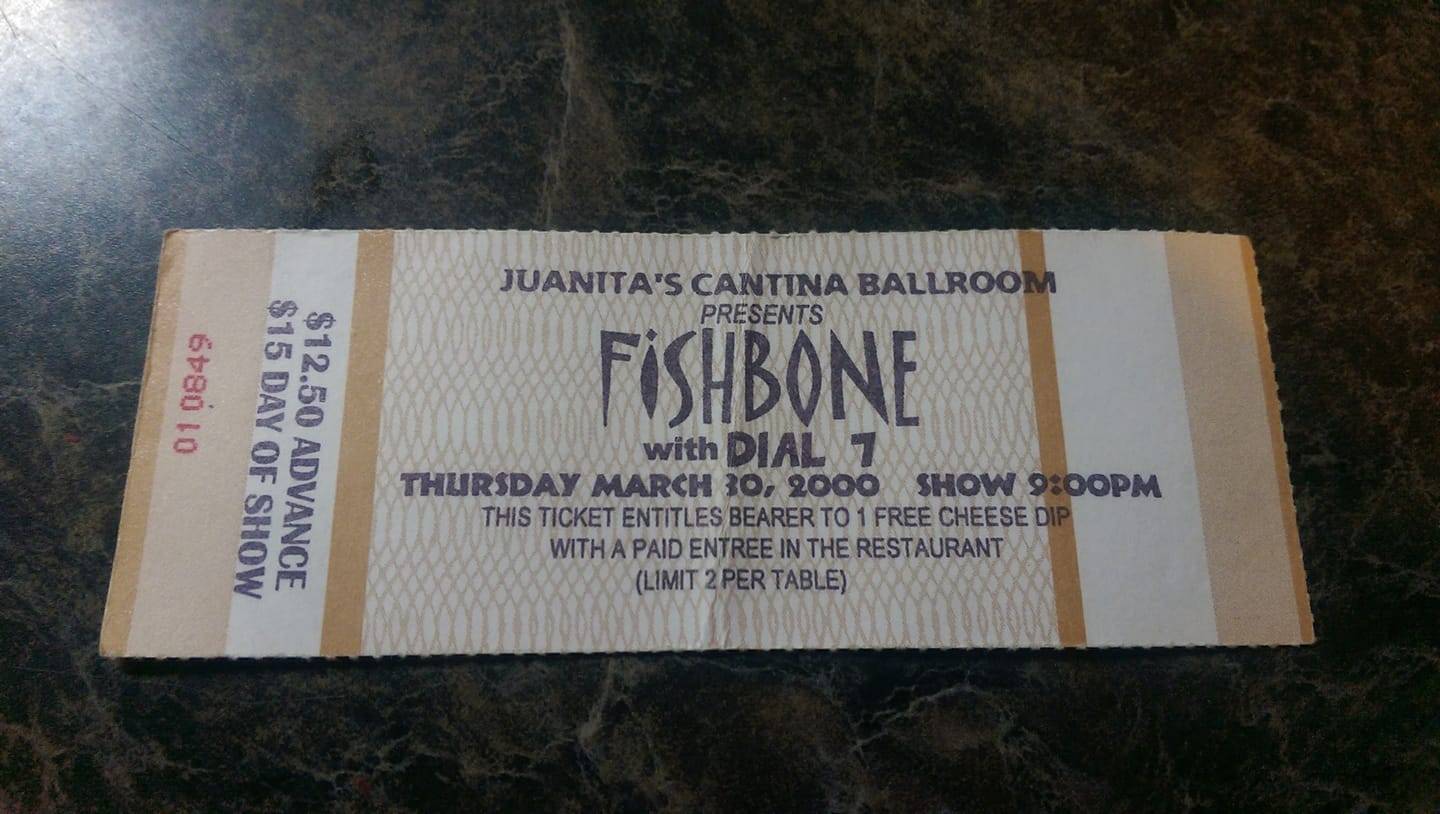 JUANITA'S CANTINA BALLROOM
PRESENTS
FiSHBONE
with DIAL 7
THURSDAY MARCH 30, 2000 SHOW 9:00PM
THIS TICKET ENTITLES BEARER TO 1 FREE CHEESE DIP
WITH A PAID ENTREE IN THE RESTAURANT
(LIMIT 2 PER TABLE)
$12.50 ADVANCE
$15 DAY OF SHOW
010849